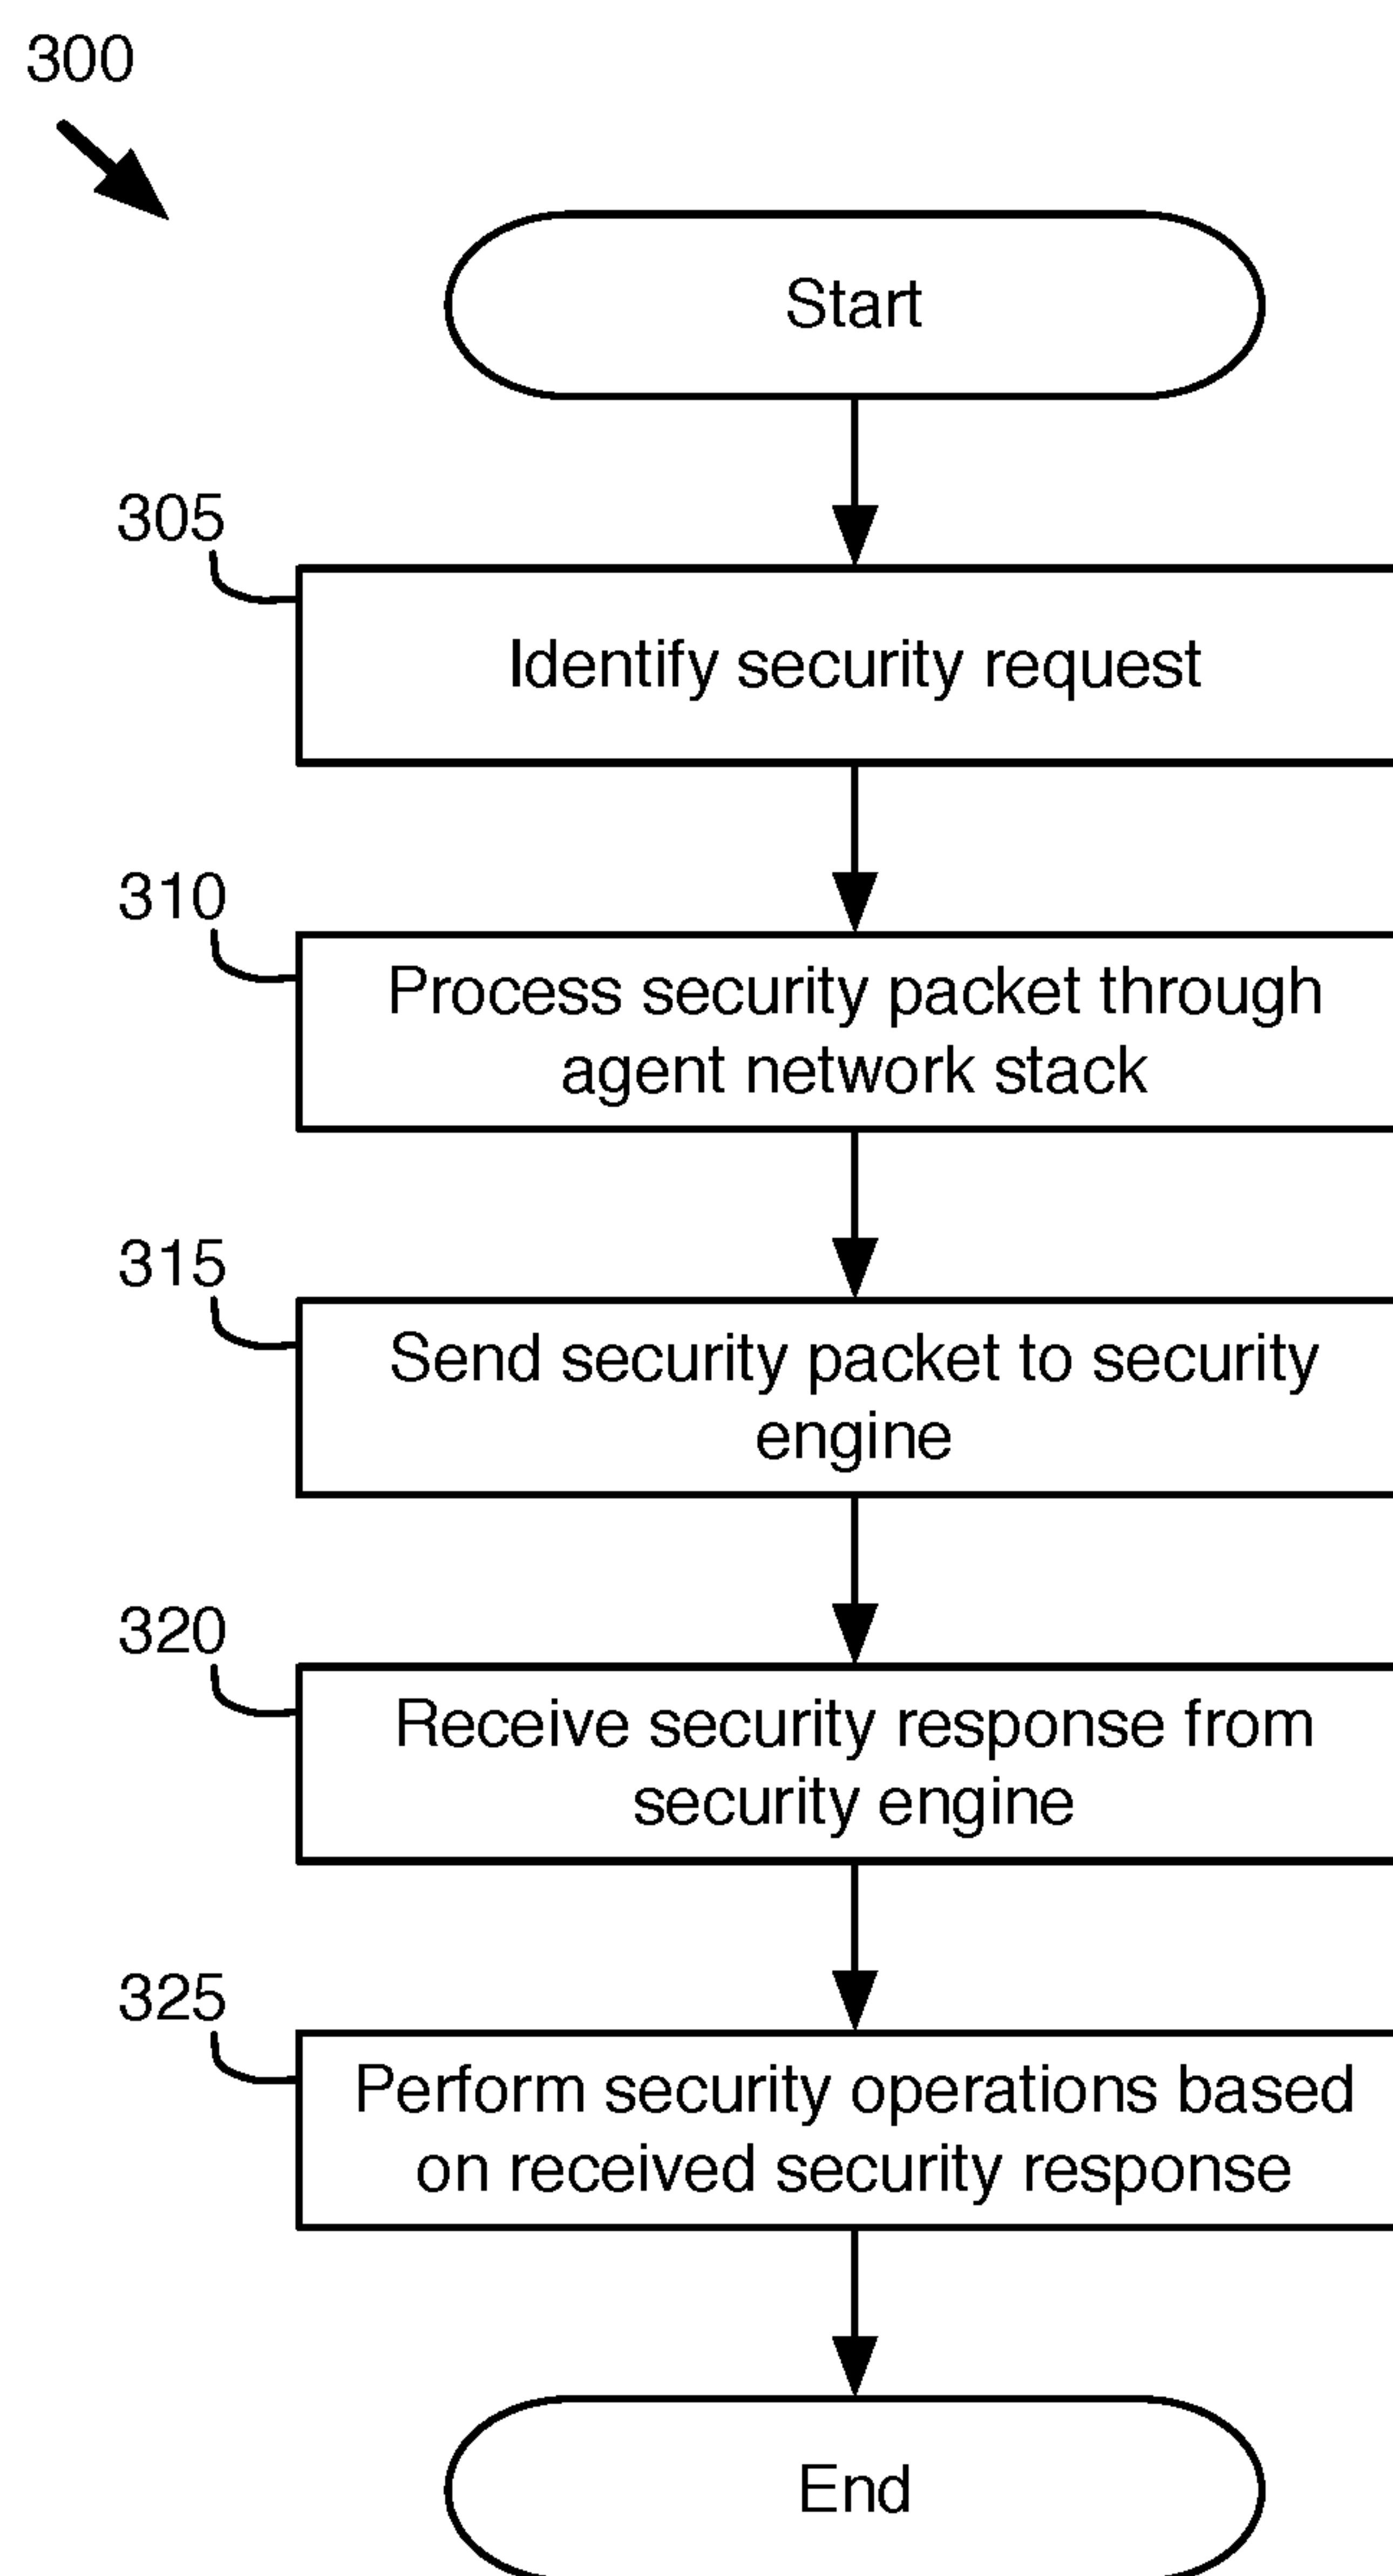 300
Start
305
Identify security request
310
Process security packet through
agent network stack
315
Send security packet to security
engine
320
Receive security response from
security engine
325
Perform security operations based
on received security response
End